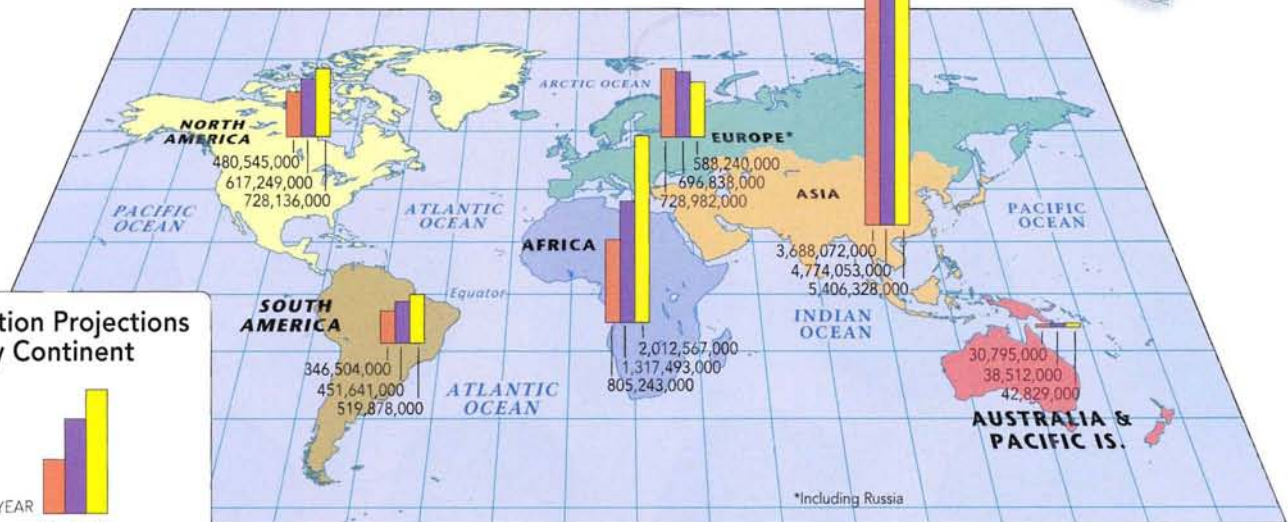 ARCTIC OCEAN
NORTH
AMERICA
480,545,000
617,249,000
728,136,000
EUROPE*
588,240,000
696,838,000
728,982,000
ASIA
3,688,072,000
4,774,053,000
5,406,328,000
PACIFIC
OCEAN
ATLANTIC
OCEAN
PACIFIC
OCEAN
AFRICA
2,012,567,000
1,317,493,000
805,243,000
Equator
SOUTH
AMERICA
346,504,000
451,641,000
519,878,000
ATLANTIC
OCEAN
INDIAN
OCEAN
30,795,000
38,512,000
42,829,000
AUSTRALIA &
PACIFIC IS.
*Including Russia
Projections
Continent
YEAR